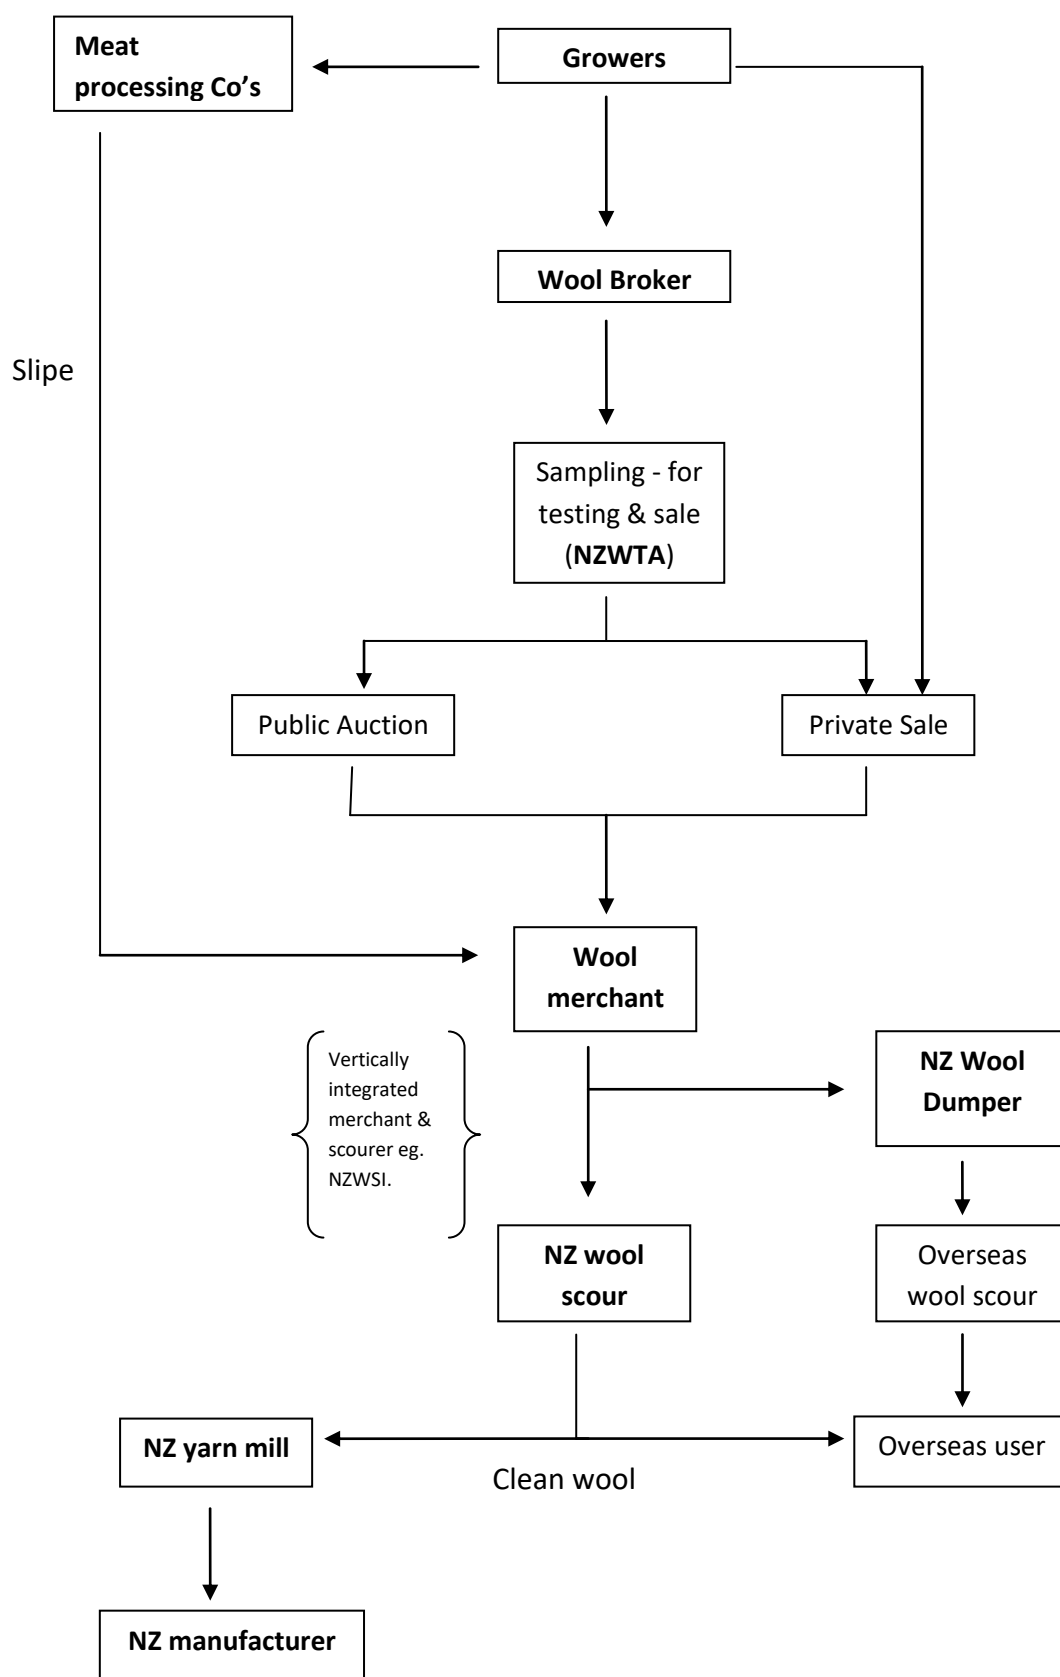 Meat
processing Co’s
Growers
Wool Broker
Slipe
Sampling - for
testing & sale
(NZWTA)
Public Auction
Private Sale
Wool
merchant
Vertically
integrated
merchant &
scourer eg.
NZWSI.
NZ Wool
Dumper
NZ wool
scour
Overseas
wool scour
NZ yarn mill
Overseas user
Clean wool
NZ manufacturer